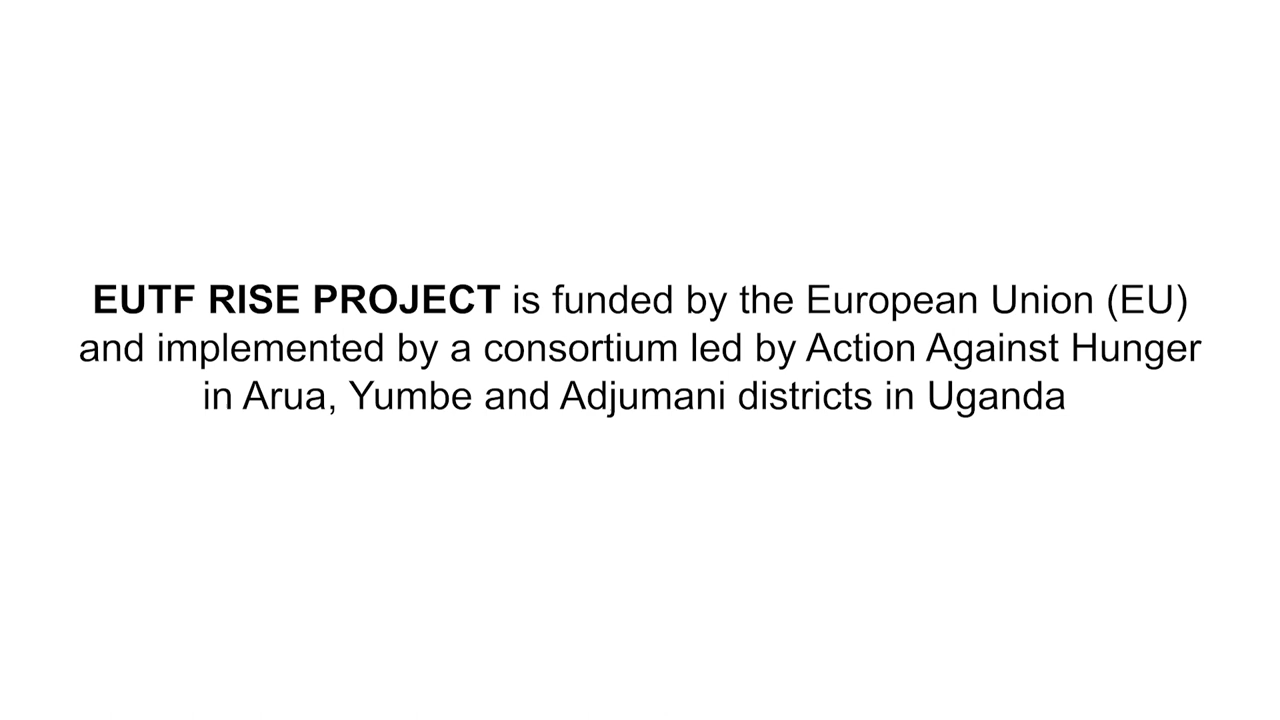 EUTF RISE PROJECT is funded by the European Union (EU)
and implemented by a consortium led by Action Against Hunger
in Arua, Yumbe and Adjumani districts in Uganda